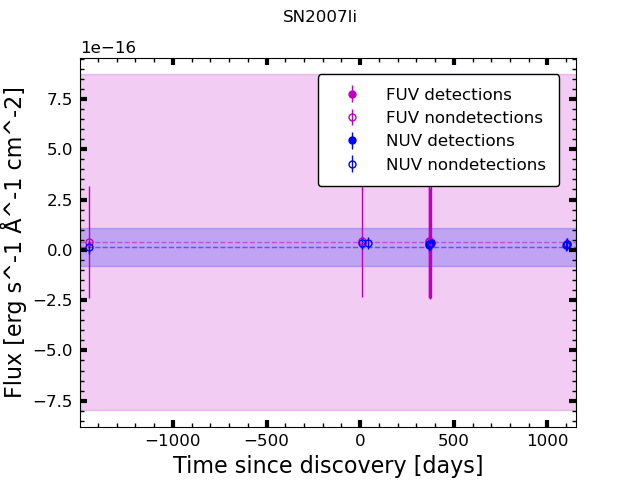 SN2007li
1e−16
FUV detections
FUV nondetections
NUV detections
NUV nondetections
7.5
5.0
2.5
0.0
−2.5
−5.0
−7.5
Flux [erg s^-1 Å^-1 cm^-2]
−1000
−500
0
500
1000
Time since discovery [days]